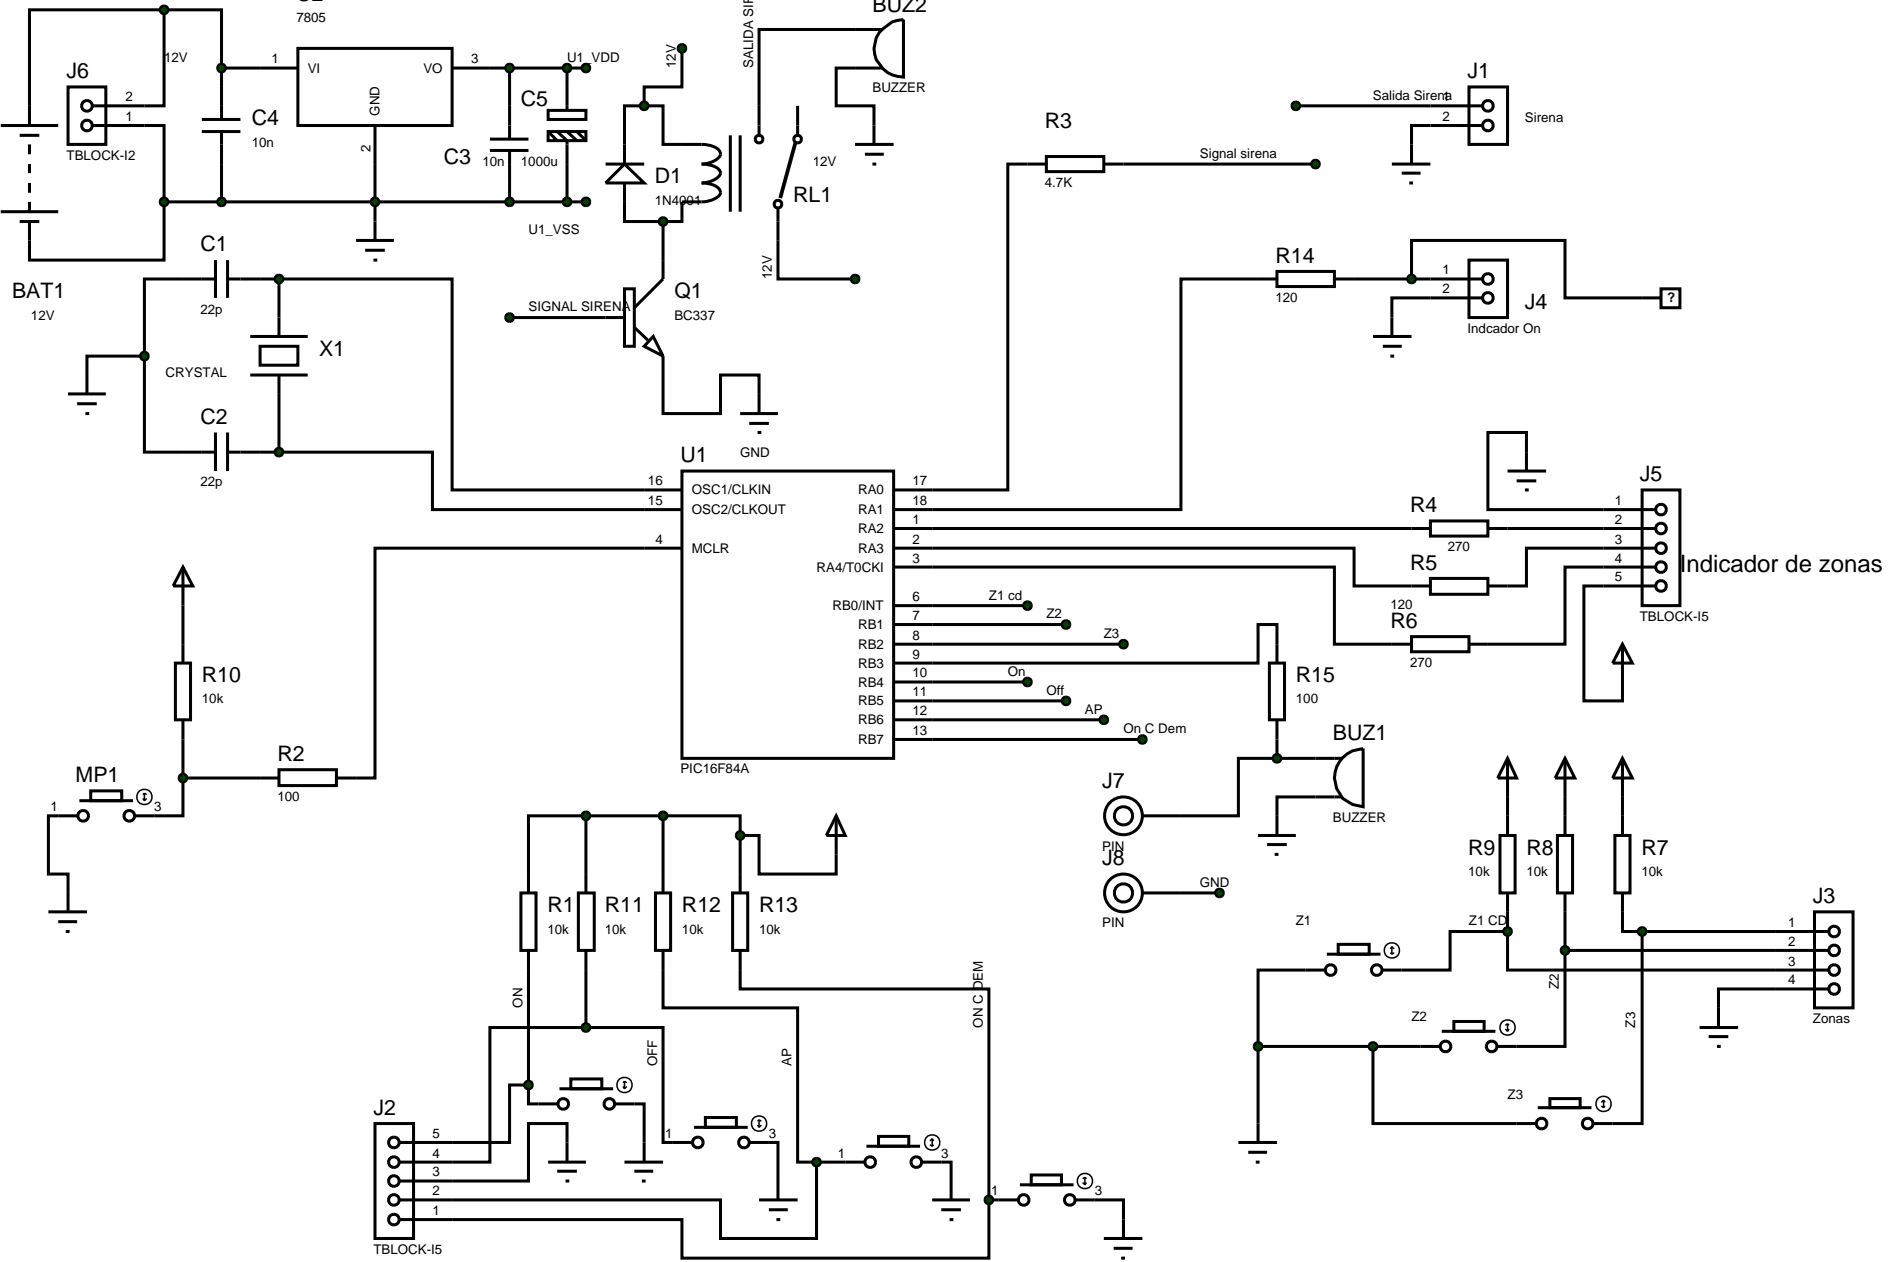 7805
BUZ2
BUZZER
12V
J6
2
1
TBLOCK-I2
C4
10n
1
VI
VO
3
GND
2
U1_VDD
C5
1000u
C3
10n
U1_VSS
12V
D1
1N4001
12V
RL1
12V
R3
4.7K
Signal sirena
J1
Salida Sirena
1
2
Sirena
BAT1
12V
C1
22p
X1
CRYSTAL
C2
22p
SIGNAL SIRENA
Q1
BC337
GND
R14
120
1
2
J4
Indcador On
?
U1
16
OSC1/CLKIN
15
OSC2/CLKOUT
4
MCLR
RA0
17
RA1
18
RA2
1
RA3
2
RA4/T0CKI
3
RB0/INT
6
Z1 cd
RB1
7
Z2
RB2
8
Z3
RB3
9
RB4
10
On
RB5
11
Off
RB6
12
AP
RB7
13
On C Dem
PIC16F84A
R4
270
R5
120
R6
270
J5
1
2
3
4
5
Indicador de zonas
TBLOCK-I5
R10
10k
R2
100
MP1
1
3
R15
100
BUZ1
BUZZER
J7
PIN
J8
PIN
GND
R1
10k
R11
10k
R12
10k
R13
10k
ON
OFF
AP
ON C DEM
J2
5
4
3
2
1
TBLOCK-I5
1
3
1
3
1
3
R9
10k
R8
10k
R7
10k
J3
1
2
3
4
Zonas
Z1
Z1 CD
Z2
Z2
Z3
Z3